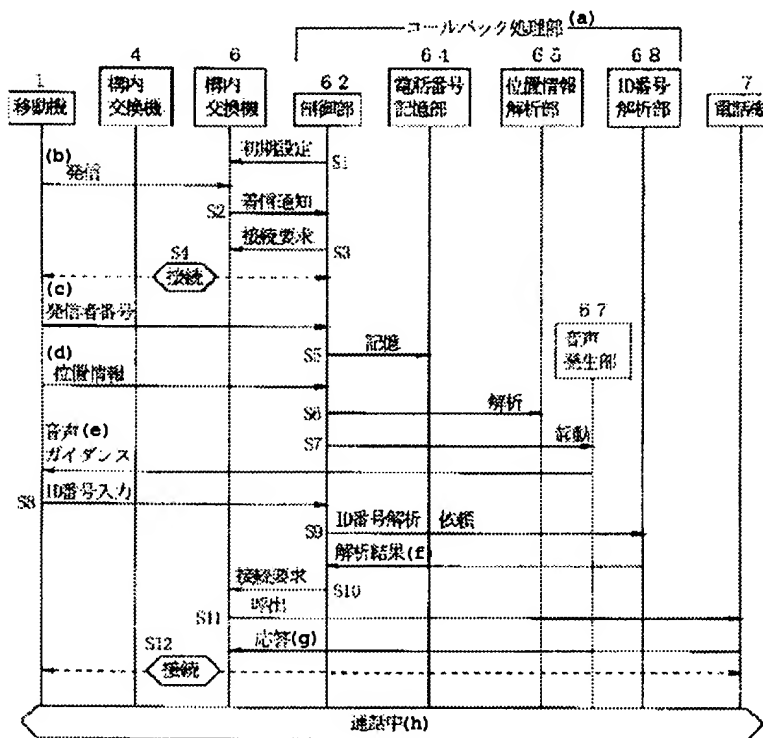 コールバック処理部(a)
1 4 6 62 64 65 68 7
移動機
構内
交換機
構内
交換機
制御部
電話番号
記憶部
位置情報
解析部
ID番号
解析部
電話機
初期設定 S1
(b)
発信
S2 着信通知
接続要求 S3
S4
接続
(c)
発信者番号
67
音声
発生部
S5 記憶
(d)
位置情報
S6 解析
S7 起動
音声(e)
ガイダンス
S8 ID番号入力
S9 ID番号解析 依頼
解析結果(f)
接続要求 S10
S11 呼出
応答(g)
S12
接続
通話中(h)